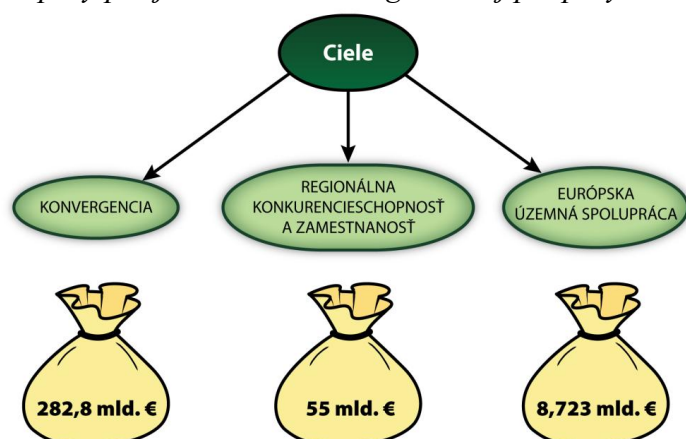 Ciele
KONVERGENCIA
REGIONÁLNA
KONKURENCIESCHOPNOSŤ
A ZAMESTNANOSŤ
EURÓPSKA
ÚZEMNÁ SPOLUPRÁCA
282,8 mld. €
55 mld. €
8,723 mld. €